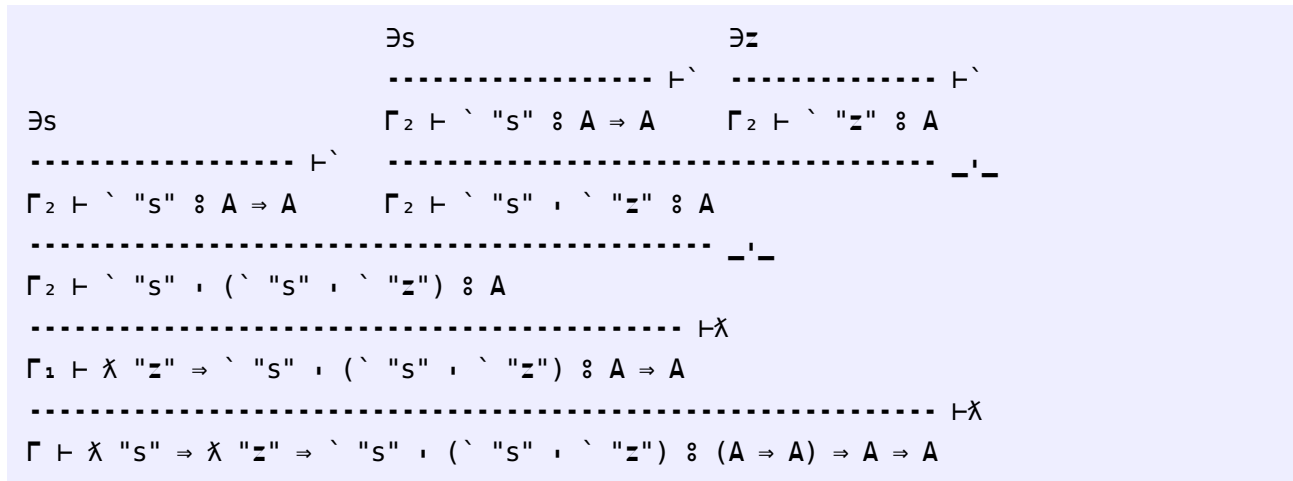 ∋s ∋z
------------------ ⊢` -------------- ⊢`
∋s Γ₂ ⊢ ` "s" ⦂ A ⇒ A Γ₂ ⊢ ` "z" ⦂ A
------------------ ⊢` ------------------------------------- _·_
Γ₂ ⊢ ` "s" ⦂ A ⇒ A Γ₂ ⊢ ` "s" · ` "z" ⦂ A
---------------------------------------------- _·_
Γ₂ ⊢ ` "s" · (` "s" · ` "z") ⦂ A
-------------------------------------------- ⊢ƛ
Γ₁ ⊢ ƛ "z" ⇒ ` "s" · (` "s" · ` "z") ⦂ A ⇒ A
------------------------------------------------------------- ⊢ƛ
Γ ⊢ ƛ "s" ⇒ ƛ "z" ⇒ ` "s" · (` "s" · ` "z") ⦂ (A ⇒ A) ⇒ A ⇒ A